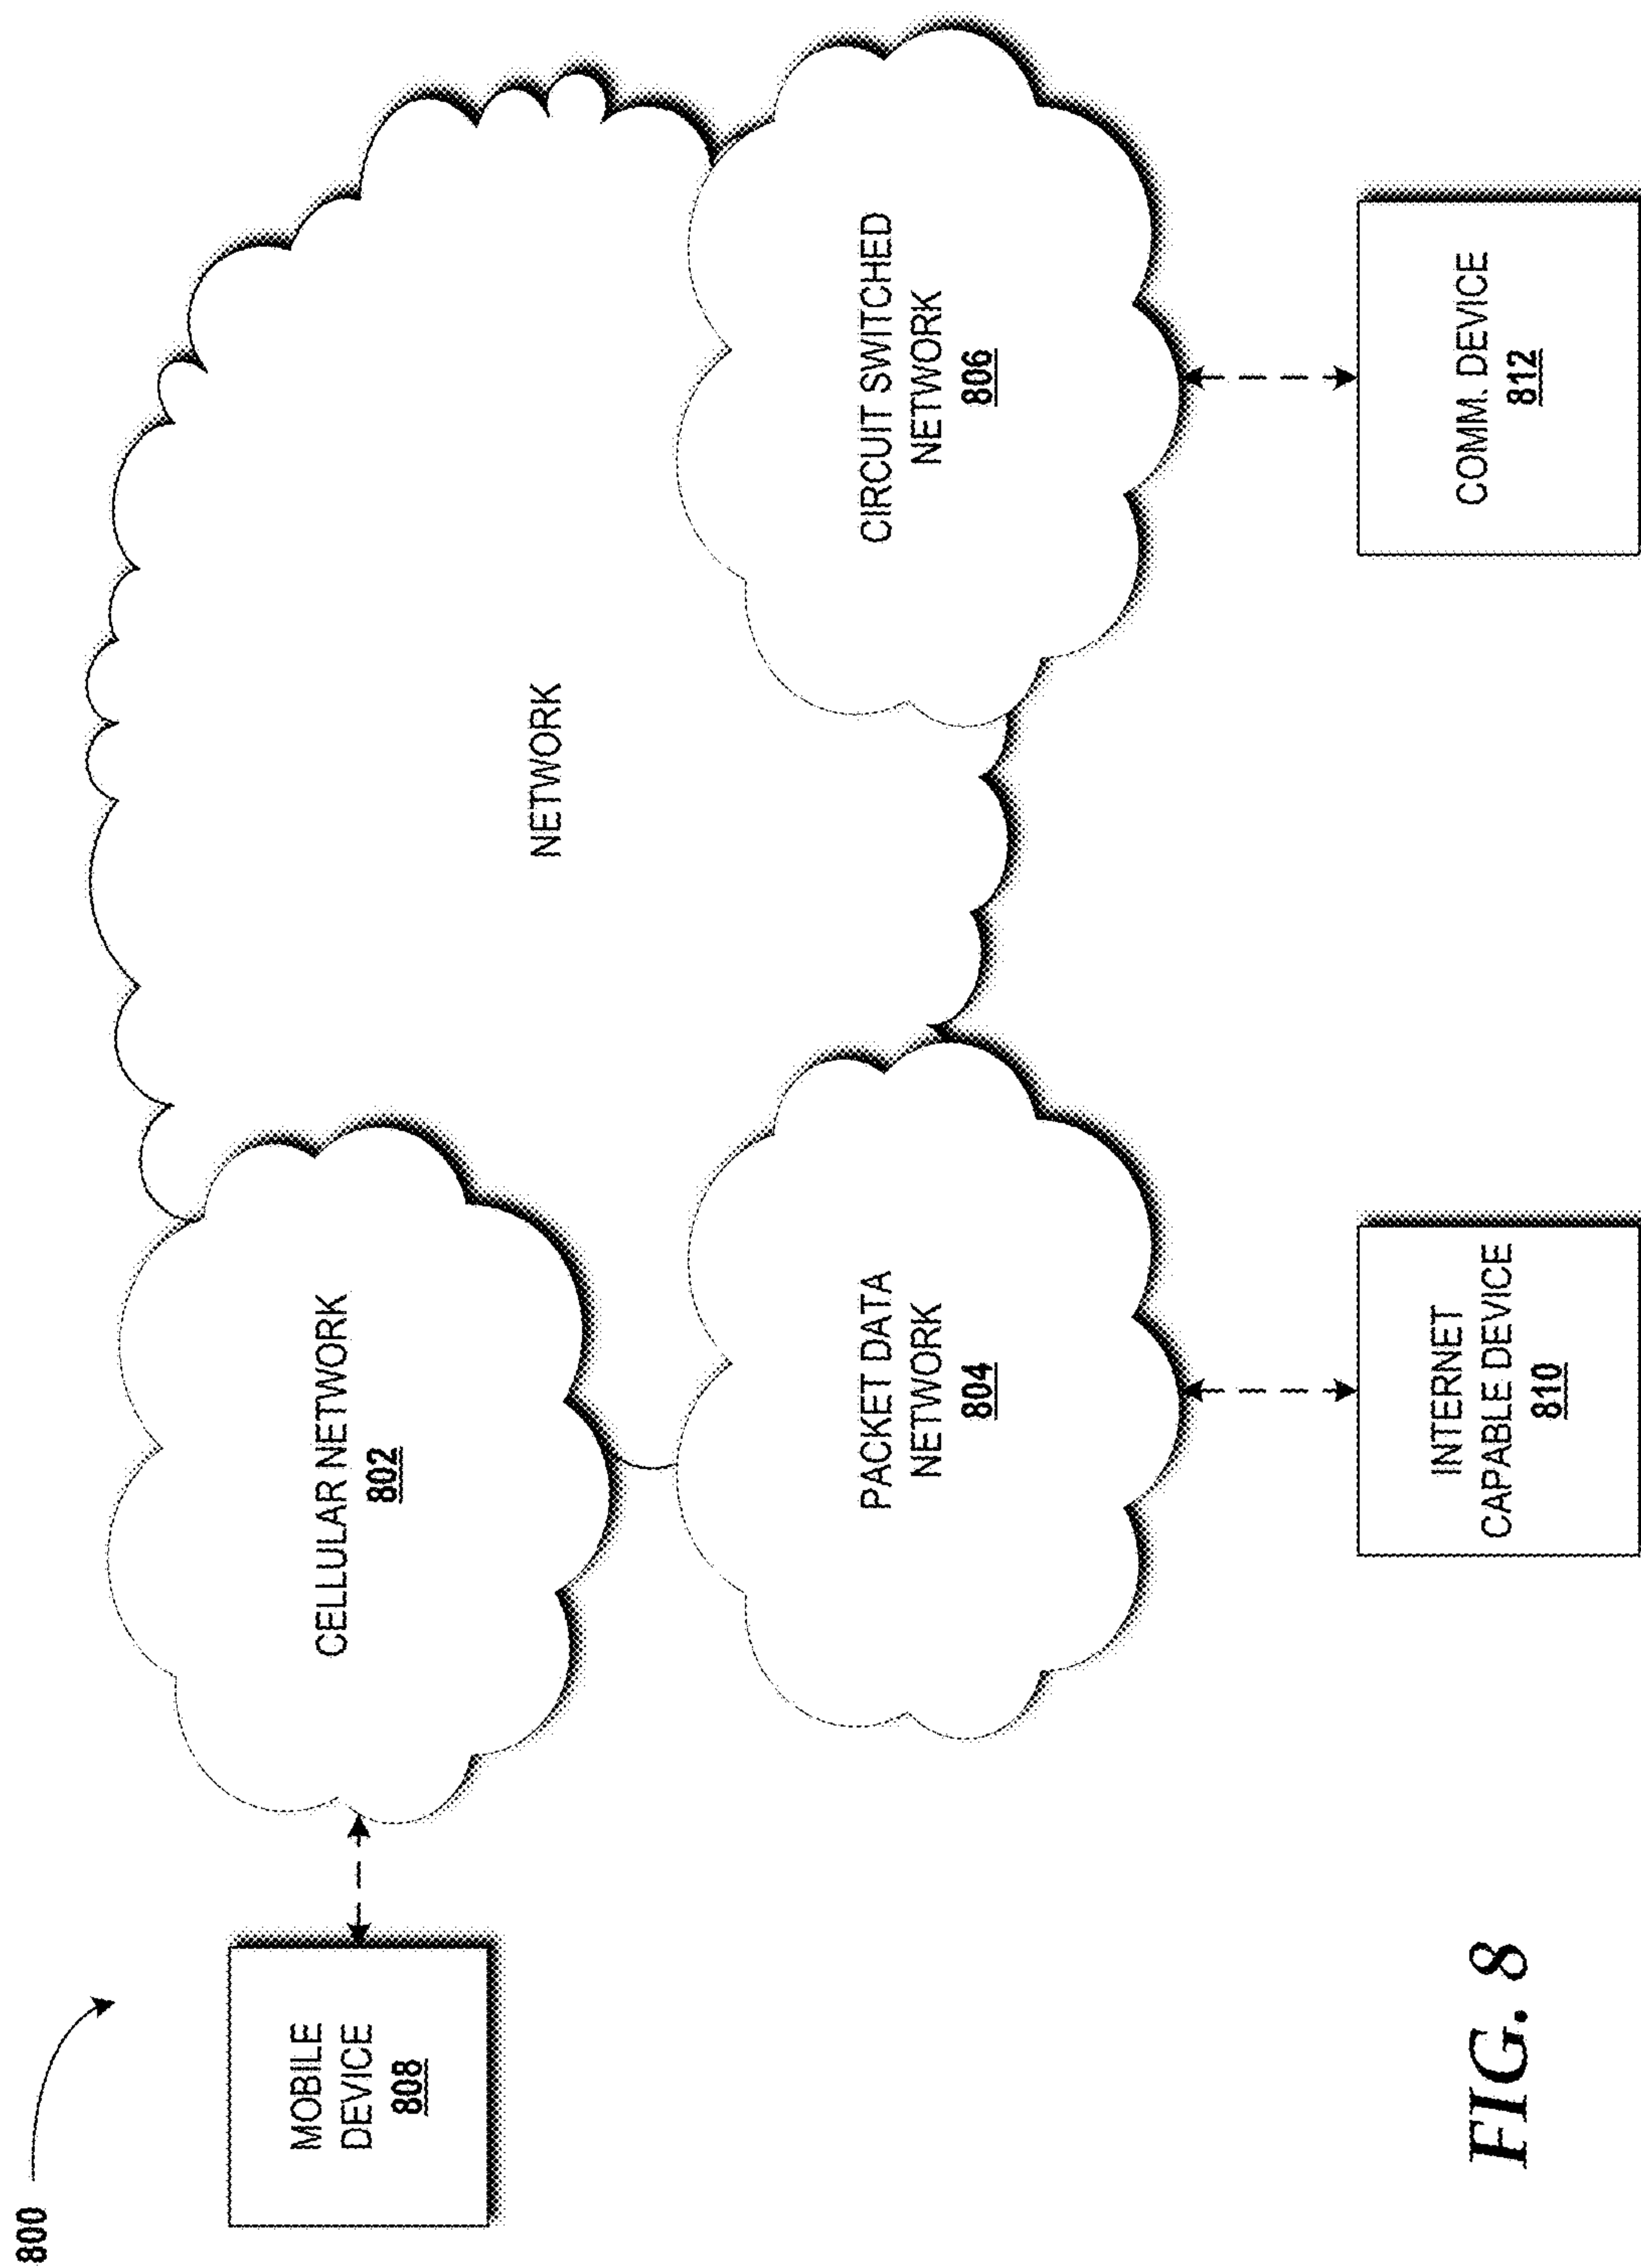 800
MOBILE
DEVICE
808
CELLULAR NETWORK
802
NETWORK
PACKET DATA
NETWORK
804
CIRCUIT SWITCHED
NETWORK
806
INTERNET
CAPABLE DEVICE
810
COMM. DEVICE
812
FIG. 8